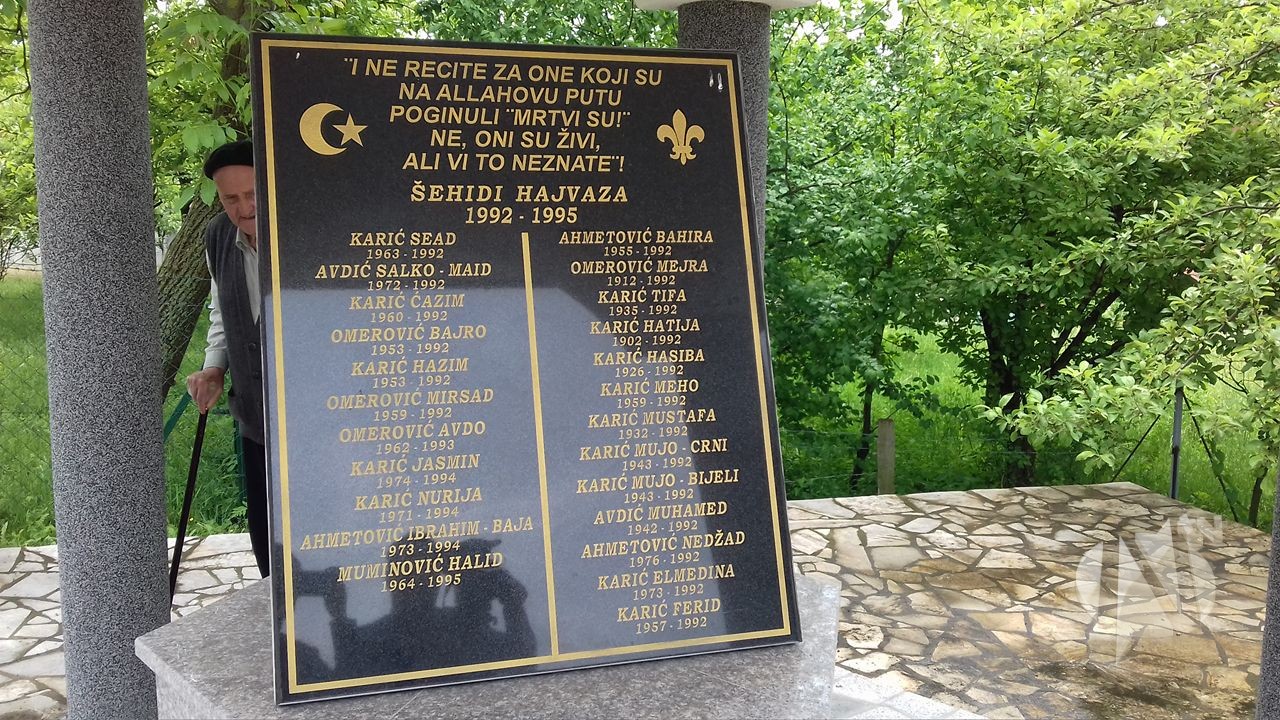 ¨I NE RECITE ZA ONE KOJI SU
NA ALLAHOVU PUTU
POGINULI ¨MRTVI SU!¨
NE, ONI SU ŽIVI,
ALI VI TO NEZNATE¨!
ŠEHIDI HAJVAZA
1992 - 1995
KARIĆ SEAD
1963 - 1992
AVDIĆ SALKO - MAID
1972 - 1992
KARIĆ ĆAZIM
1960 - 1992
OMEROVIĆ BAJRO
1953 - 1992
KARIĆ HAZIM
1953 - 1992
OMEROVIĆ MIRSAD
1959 - 1992
OMEROVIĆ AVDO
1962 - 1993
KARIĆ JASMIN
1974 - 1994
KARIĆ NURIJA
1971 - 1994
AHMETOVIĆ IBRAHIM - BAJA
1973 - 1994
MUMINOVIĆ HALID
1964 - 1995
AHMETOVIĆ BAHIRA
1955 - 1992
OMEROVIĆ MEJRA
1912 - 1992
KARIĆ TIFA
1935 - 1992
KARIĆ HATIJA
1902 - 1992
KARIĆ HASIBA
1926 - 1992
KARIĆ MEHO
1959 - 1992
KARIĆ MUSTAFA
1932 - 1992
KARIĆ MUJO - CRNI
1943 - 1992
KARIĆ MUJO - BIJELI
1943 - 1992
AVDIĆ MUHAMED
1942 - 1992
AHMETOVIĆ NEDŽAD
1976 - 1992
KARIĆ ELMEDINA
1973 - 1992
KARIĆ FERID
1957 - 1992